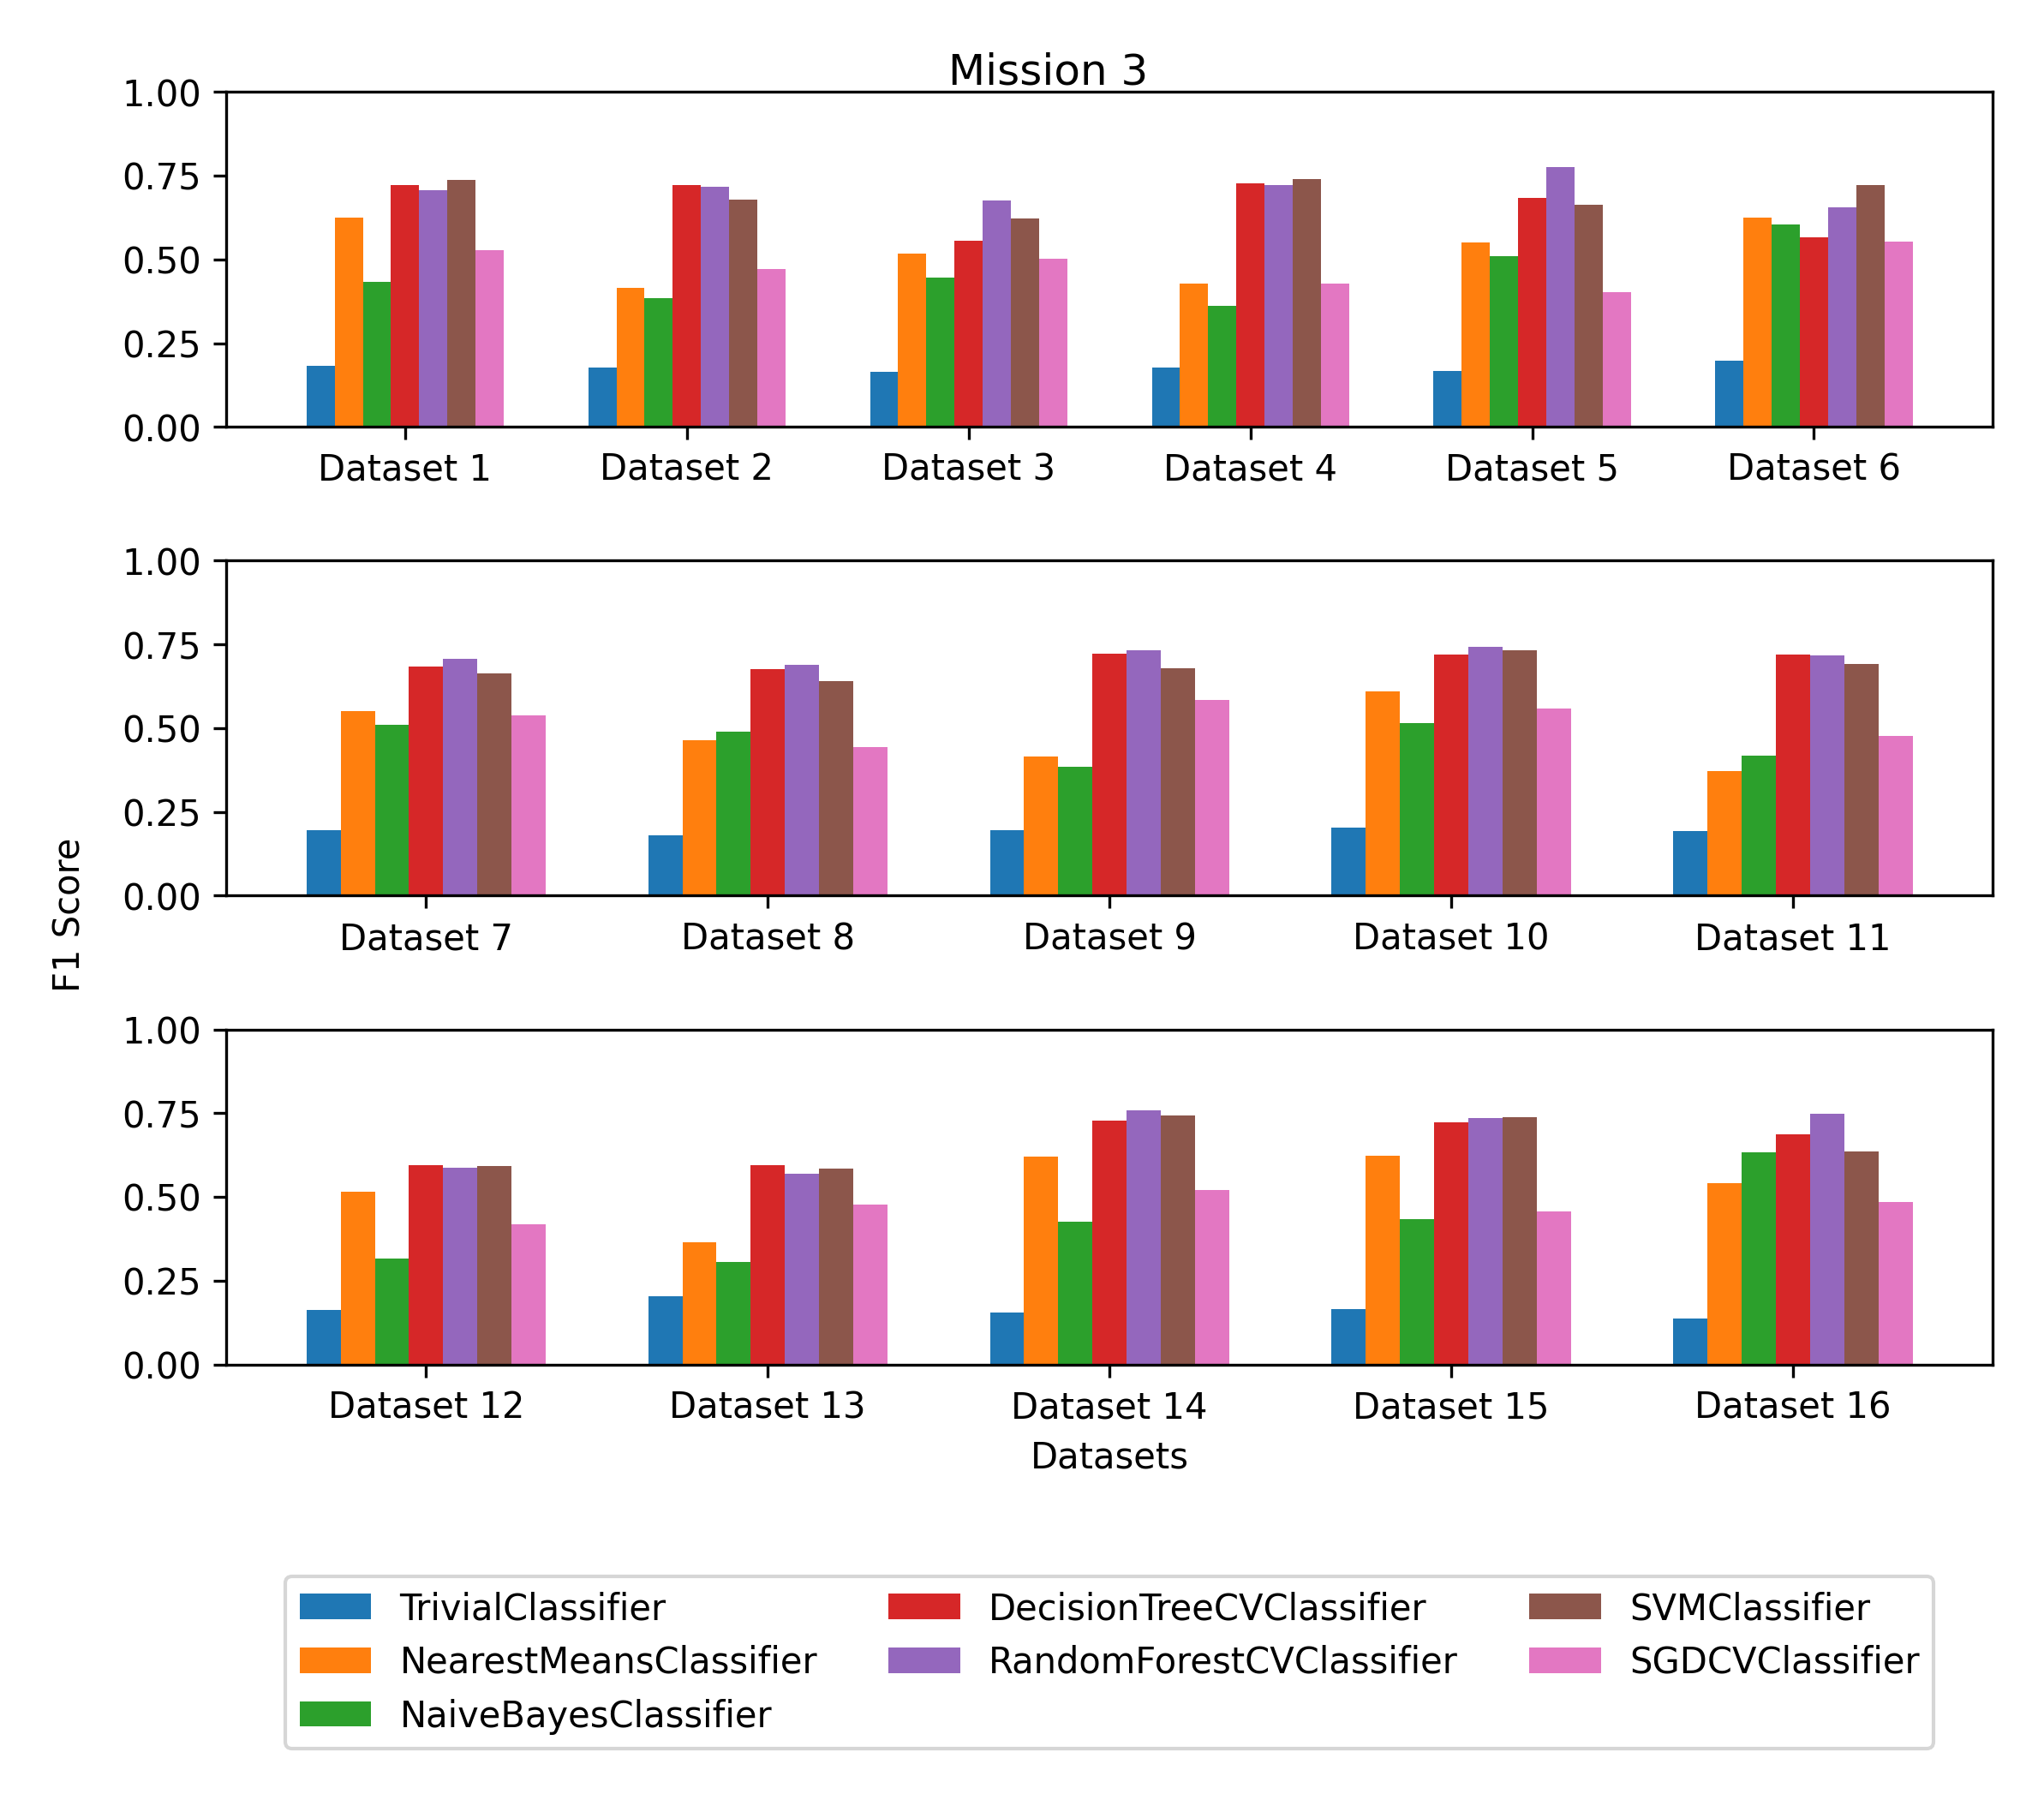 Mission 3
1.00
0.75
0.50
0.25
0.00
Dataset 1 Dataset 2 Dataset 3 Dataset 4 Dataset 5 Dataset 6
1.00
0.75
0.50
0.25
0.00
Dataset 7 Dataset 8 Dataset 9 Dataset 10 Dataset 11
F1 Score
1.00
0.75
0.50
0.25
0.00
Dataset 12 Dataset 13 Dataset 14 Dataset 15 Dataset 16
Datasets
TrivialClassifier DecisionTreeCVClassifier SVMClassifier
NearestMeansClassifier RandomForestCVClassifier SGDCVClassifier
NaiveBayesClassifier